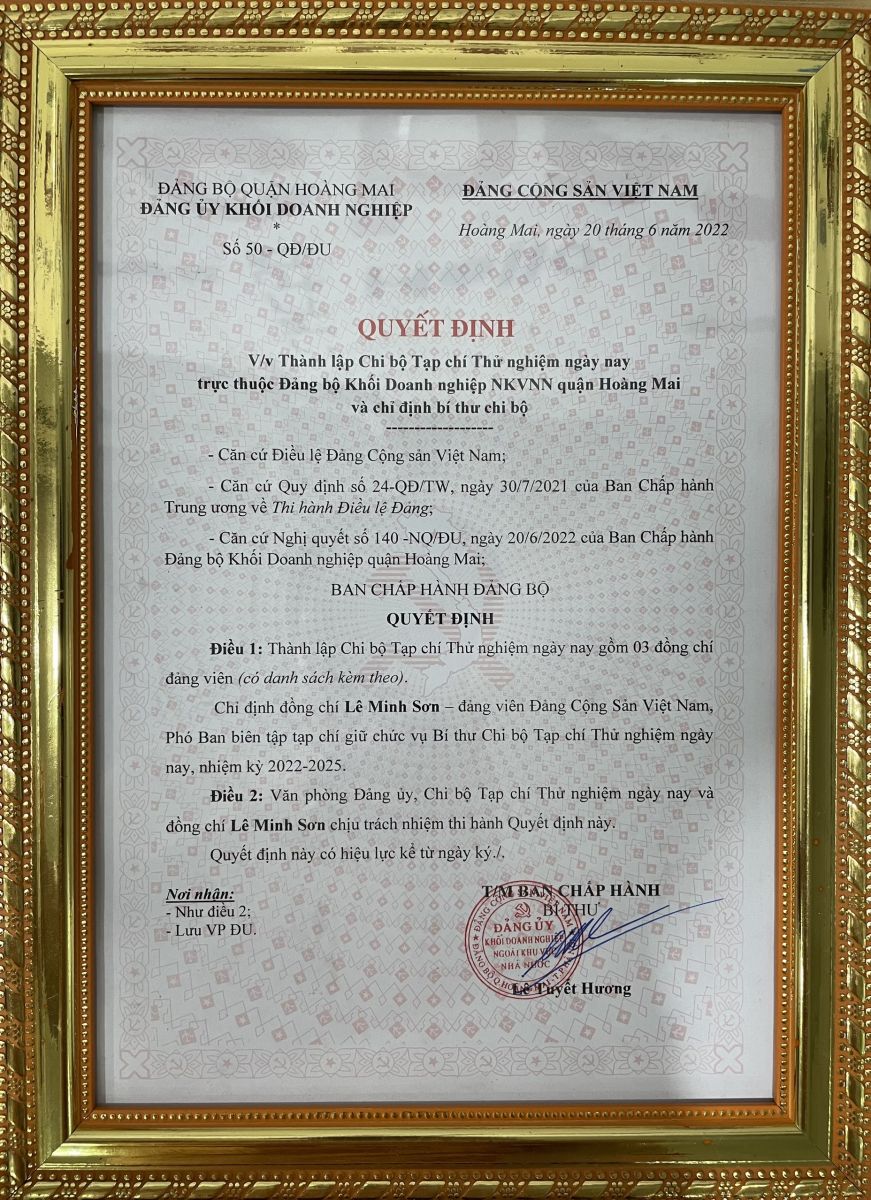 ĐẢNG BỘ QUẬN HOÀNG MAI
ĐẢNG ỦY KHỐI DOANH NGHIỆP
*
Số 50 - QĐ/ĐU
ĐẢNG CỘNG SẢN VIỆT NAM
Hoàng Mai, ngày 20 tháng 6 năm 2022
QUYẾT ĐỊNH
V/v Thành lập Chi bộ Tạp chí Thử nghiệm ngày nay
trực thuộc Đảng bộ Khối Doanh nghiệp NKVNN quận Hoàng Mai
và chỉ định bí thư chi bộ
-------------------
- Căn cứ Điều lệ Đảng Cộng sản Việt Nam;
- Căn cứ Quy định số 24-QĐ/TW, ngày 30/7/2021 của Ban Chấp hành
Trung ương về Thi hành Điều lệ Đảng;
- Căn cứ Nghị quyết số 140 -NQ/ĐU, ngày 20/6/2022 của Ban Chấp hành
Đảng bộ Khối Doanh nghiệp quận Hoàng Mai;
BAN CHẤP HÀNH ĐẢNG BỘ
QUYẾT ĐỊNH
Điều 1: Thành lập Chi bộ Tạp chí Thử nghiệm ngày nay gồm 03 đồng chí
đảng viên (có danh sách kèm theo).
Chỉ định đồng chí Lê Minh Sơn – đảng viên Đảng Cộng Sản Việt Nam,
Phó Ban biên tập tạp chí giữ chức vụ Bí thư Chi bộ Tạp chí Thử nghiệm ngày
nay, nhiệm kỳ 2022-2025.
Điều 2: Văn phòng Đảng ủy, Chi bộ Tạp chí Thử nghiệm ngày nay và
đồng chí Lê Minh Sơn chịu trách nhiệm thi hành Quyết định này.
Quyết định này có hiệu lực kể từ ngày ký./.
Nơi nhận:
- Như điều 2;
- Lưu VP ĐU.
T/M BAN CHẤP HÀNH
BÍ THƯ
ĐẢNG ỦY
KHỐI DOANH NGHIỆP
NGOÀI KHU VỰC
NHÀ NƯỚC
Lê Tuyết Hương